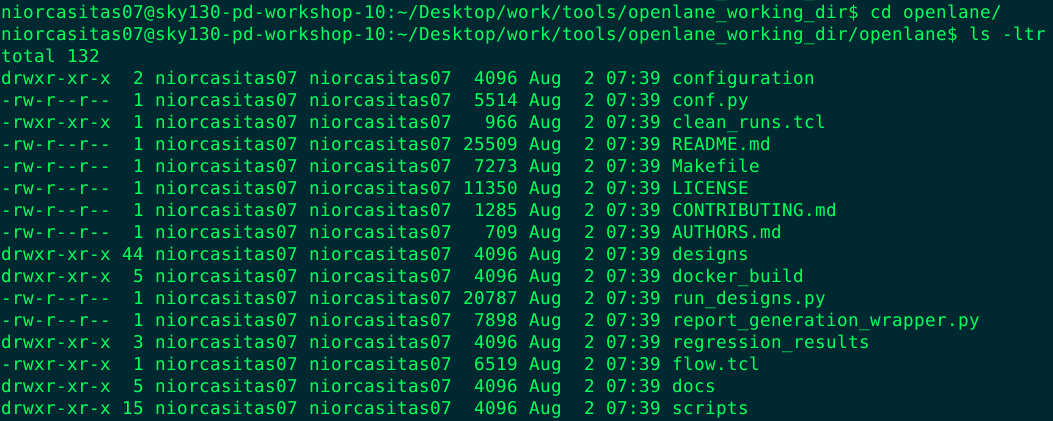 niorcasitas07@sky130-pd-workshop-10:~/Desktop/work/tools/openlane_working_dir$ cd openlane/
niorcasitas07@sky130-pd-workshop-10:~/Desktop/work/tools/openlane_working_dir/openlane$ ls -ltr
total 132
drwxr-xr-x  2 niorcasitas07 niorcasitas07  4096 Aug  2 07:39 configuration
-rw-r--r--  1 niorcasitas07 niorcasitas07  5514 Aug  2 07:39 conf.py
-rwxr-xr-x  1 niorcasitas07 niorcasitas07   966 Aug  2 07:39 clean_runs.tcl
-rw-r--r--  1 niorcasitas07 niorcasitas07 25509 Aug  2 07:39 README.md
-rw-r--r--  1 niorcasitas07 niorcasitas07  7273 Aug  2 07:39 Makefile
-rw-r--r--  1 niorcasitas07 niorcasitas07 11350 Aug  2 07:39 LICENSE
-rw-r--r--  1 niorcasitas07 niorcasitas07  1285 Aug  2 07:39 CONTRIBUTING.md
-rw-r--r--  1 niorcasitas07 niorcasitas07   709 Aug  2 07:39 AUTHORS.md
drwxr-xr-x 44 niorcasitas07 niorcasitas07  4096 Aug  2 07:39 designs
drwxr-xr-x  5 niorcasitas07 niorcasitas07  4096 Aug  2 07:39 docker_build
-rw-r--r--  1 niorcasitas07 niorcasitas07 20787 Aug  2 07:39 run_designs.py
-rw-r--r--  1 niorcasitas07 niorcasitas07  7898 Aug  2 07:39 report_generation_wrapper.py
drwxr-xr-x  3 niorcasitas07 niorcasitas07  4096 Aug  2 07:39 regression_results
-rwxr-xr-x  1 niorcasitas07 niorcasitas07  6519 Aug  2 07:39 flow.tcl
drwxr-xr-x  5 niorcasitas07 niorcasitas07  4096 Aug  2 07:39 docs
drwxr-xr-x 15 niorcasitas07 niorcasitas07  4096 Aug  2 07:39 scripts